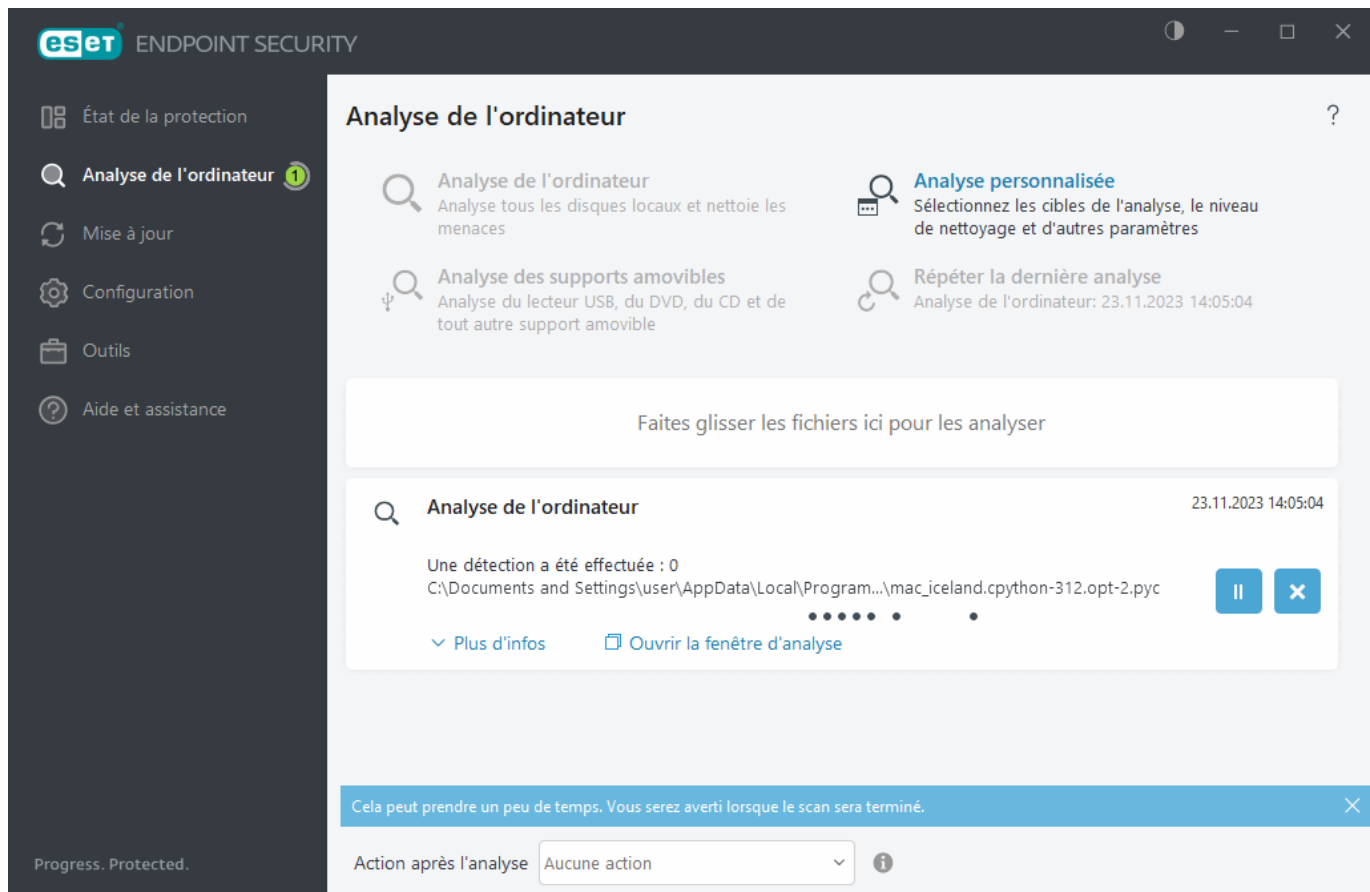 eset ENDPOINT SECURITY
État de la protection
Analyse de l'ordinateur 1
Mise à jour
Configuration
Outils
Aide et assistance
Progress. Protected.
Analyse de l'ordinateur
?
Analyse de l'ordinateur
Analyse tous les disques locaux et nettoie les
menaces
Analyse personnalisée
Sélectionnez les cibles de l'analyse, le niveau
de nettoyage et d'autres paramètres
Analyse des supports amovibles
Analyse du lecteur USB, du DVD, du CD et de
tout autre support amovible
Répéter la dernière analyse
Analyse de l'ordinateur: 23.11.2023 14:05:04
Faites glisser les fichiers ici pour les analyser
Analyse de l'ordinateur
23.11.2023 14:05:04
Une détection a été effectuée : 0
C:\Documents and Settings\user\AppData\Local\Program...\mac_iceland.cpython-312.opt-2.pyc
Plus d'infos
Ouvrir la fenêtre d'analyse
Cela peut prendre un peu de temps. Vous serez averti lorsque le scan sera terminé.
Action après l'analyse Aucune action